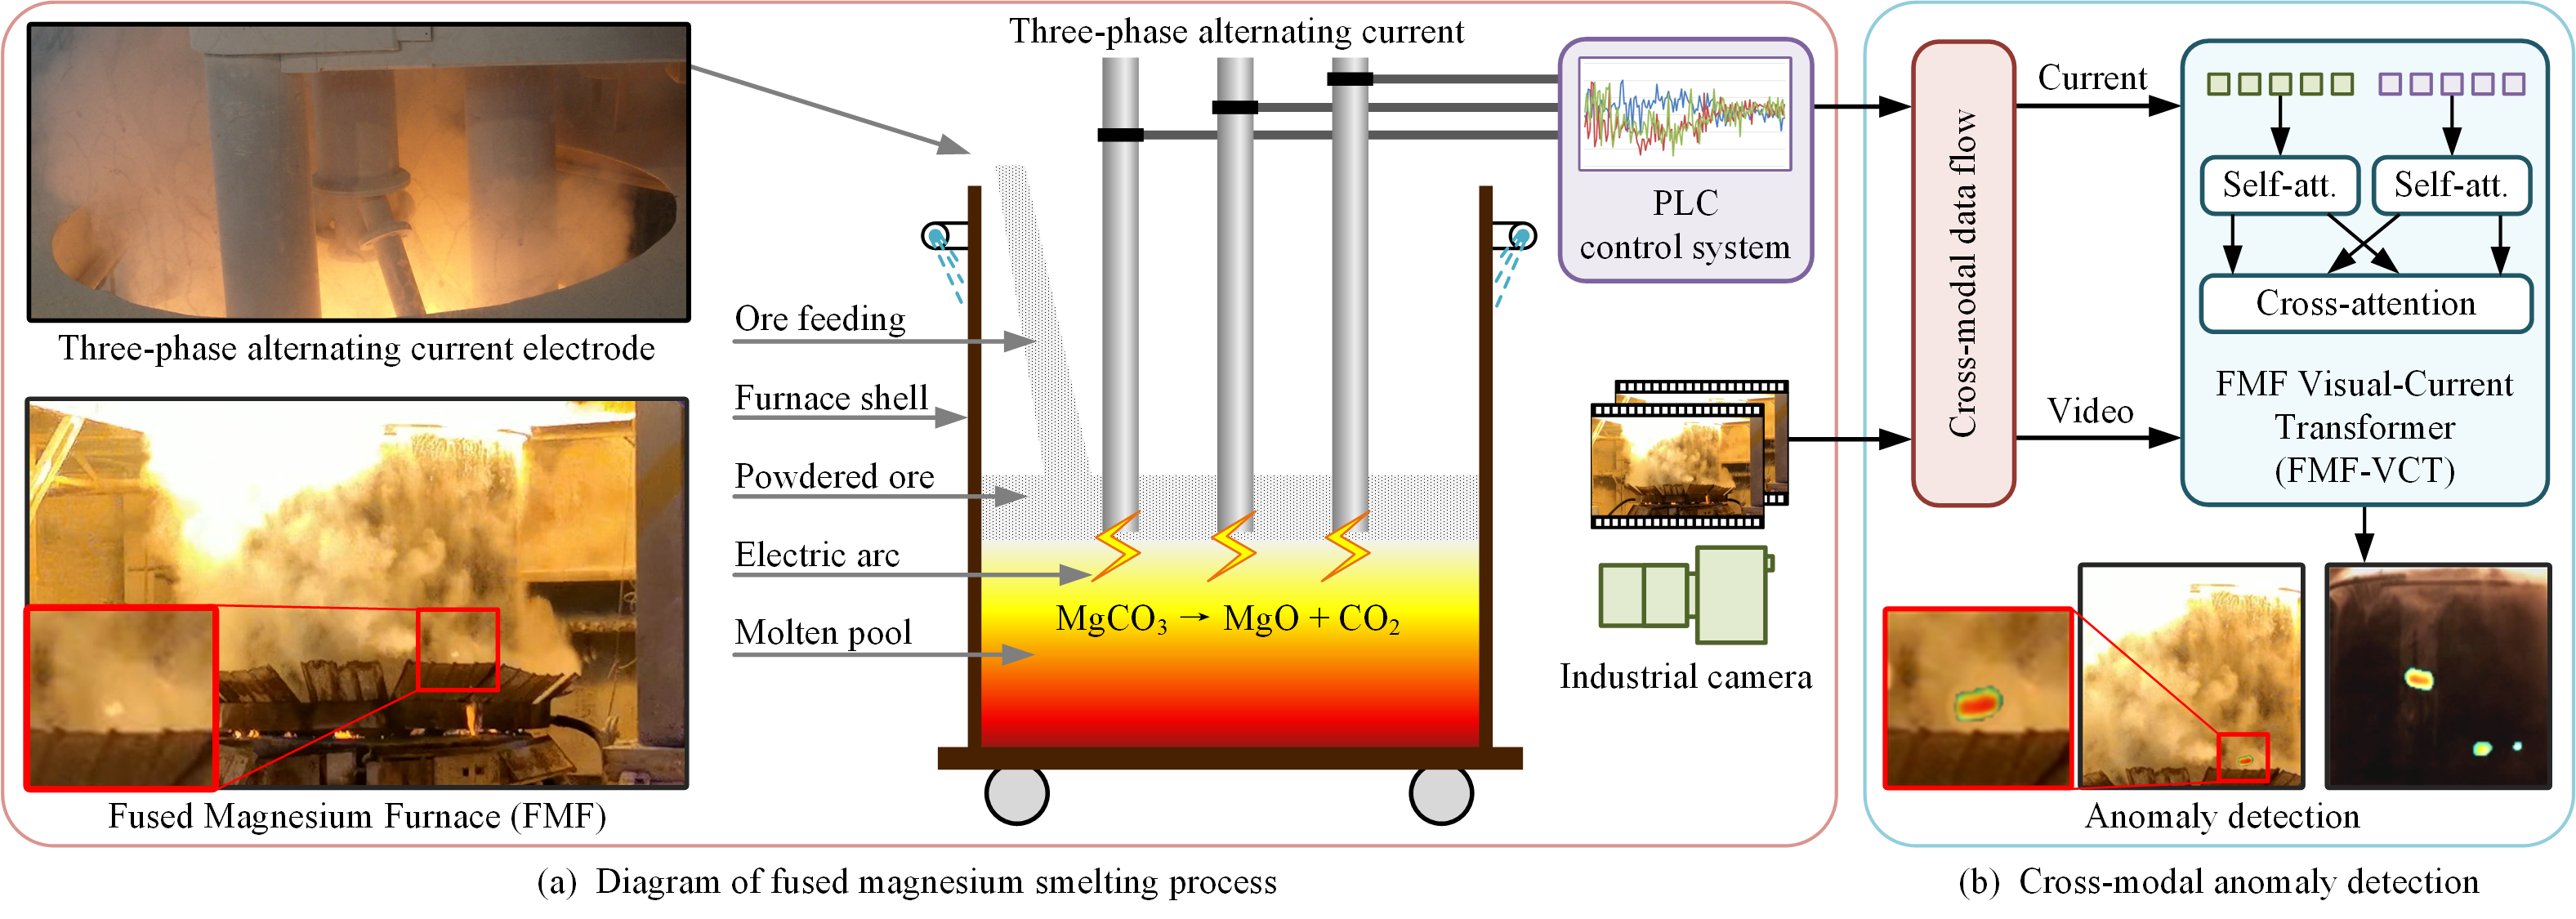 Three-phase alternating current electrode
Fused Magnesium Furnace (FMF)
Three-phase alternating current
Ore feeding
Furnace shell
Powdered ore
Electric arc
Molten pool
MgCO₃ → MgO + CO₂
PLC
control system
Industrial camera
(a) Diagram of fused magnesium smelting process
Cross-modal data flow
Current
Video
Self-att.
Self-att.
Cross-attention
FMF Visual-Current
Transformer
(FMF-VCT)
Anomaly detection
(b) Cross-modal anomaly detection